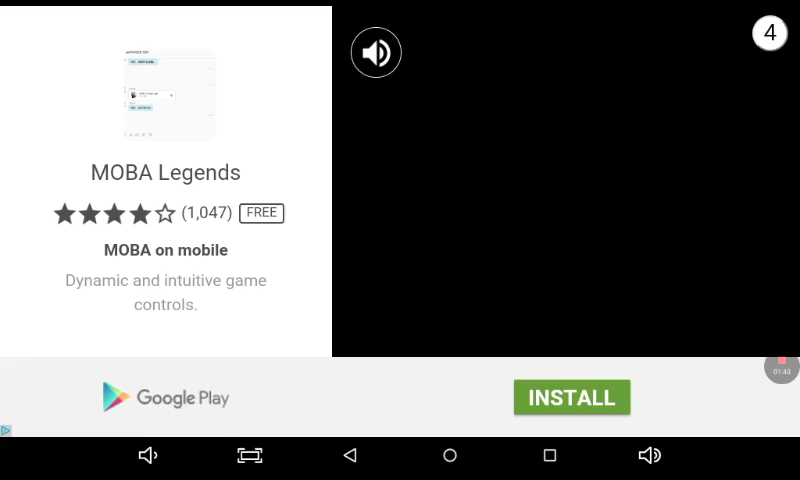 4
MOBA Legends
(1,047) FREE
MOBA on mobile
Dynamic and intuitive game
controls.
01:43
Google Play
INSTALL